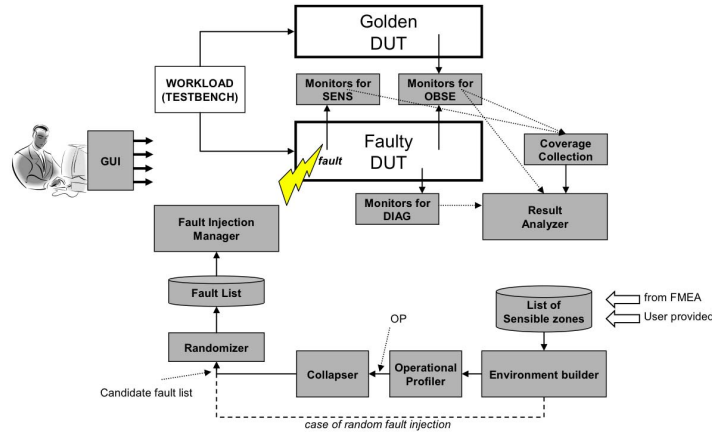 Golden
DUT
WORKLOAD
(TESTBENCH)
Monitors for
SENS
Monitors for
OBSE
GUI
fault
Faulty
DUT
Coverage
Collection
Monitors for
DIAG
Result
Analyzer
Fault Injection
Manager
Fault List
List of
Sensible zones
from FMEA
User provided
OP
Randomizer
Collapser
Operational
Profiler
Environment builder
Candidate fault list
case of random fault injection